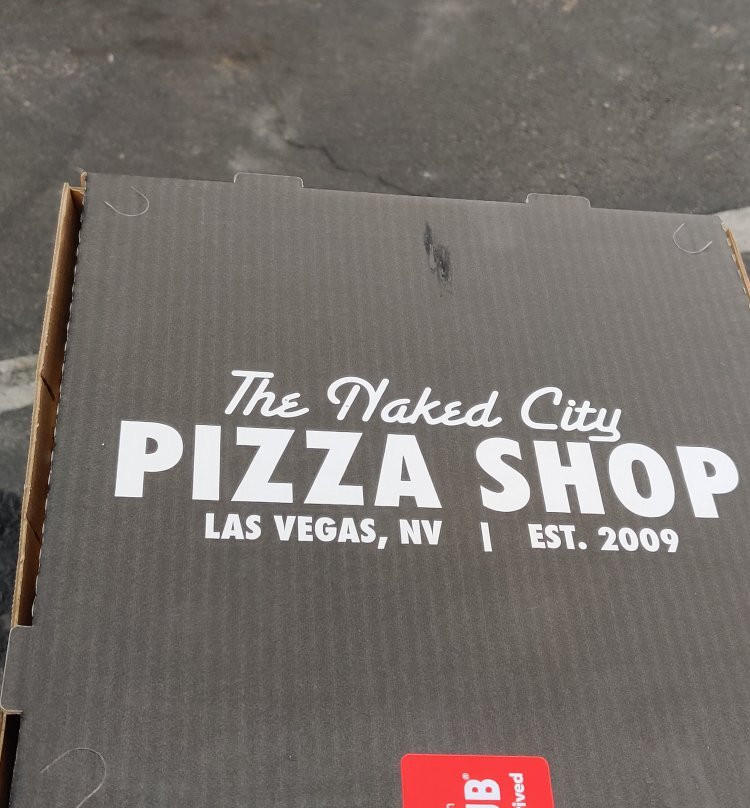 The Naked City
PIZZA SHOP
LAS VEGAS, NV | EST. 2009